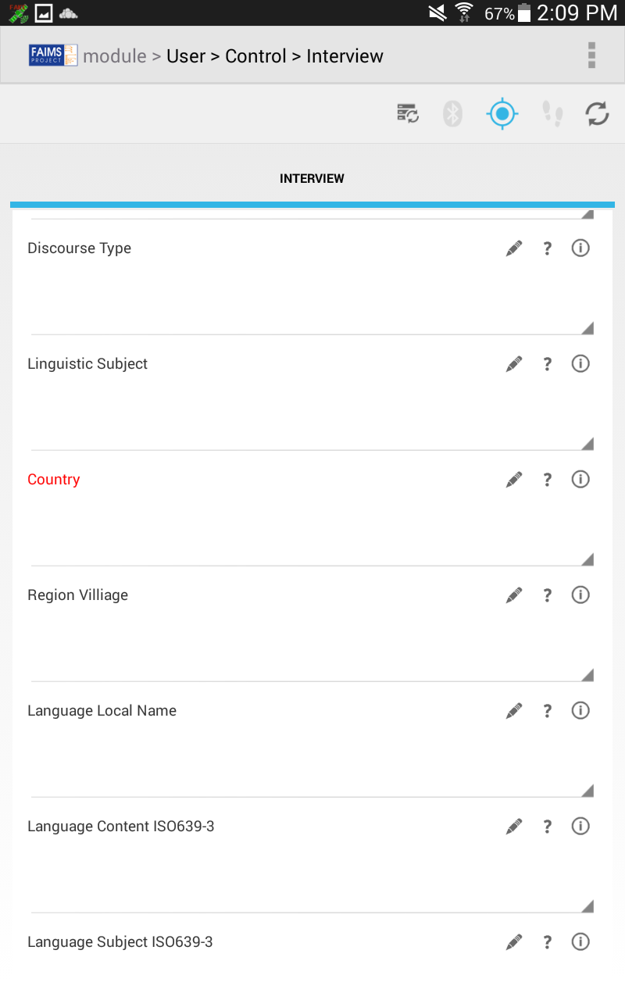 67% 2:09 PM
FAIMS
PROJECT
module > User > Control > Interview
INTERVIEW
Discourse Type ?
Linguistic Subject ?
Country ?
Region Villiage ?
Language Local Name ?
Language Content ISO639-3 ?
Language Subject ISO639-3 ?